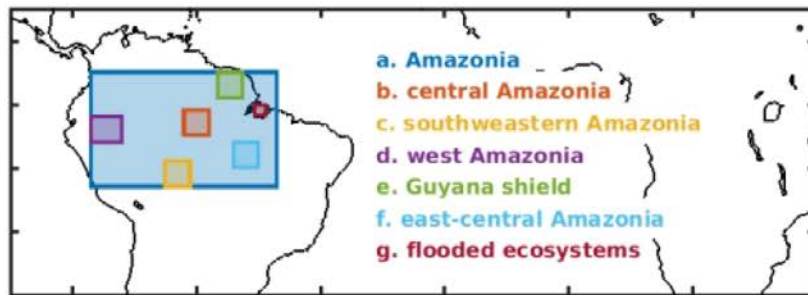 a. Amazonia
b. central Amazonia
c. southweastern Amazonia
d. west Amazonia
e. Guyana shield
f. east-central Amazonia
g. flooded ecosystems